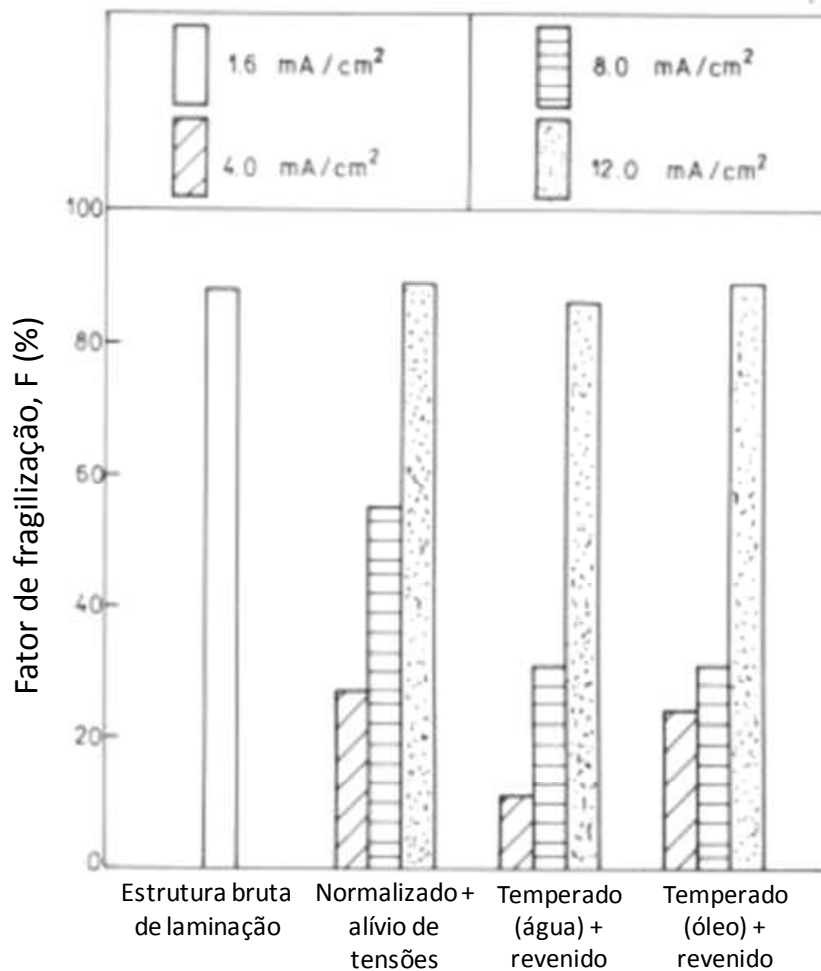 1.6 mA/cm²
8.0 mA/cm²
4.0 mA/cm²
12.0 mA/cm²
100
80
60
40
20
0
Fator de fragilização, F (%)
Estrutura bruta
de laminação
Normalizado +
alívio de
tensões
Temperado
(água) +
revenido
Temperado
(óleo) +
revenido